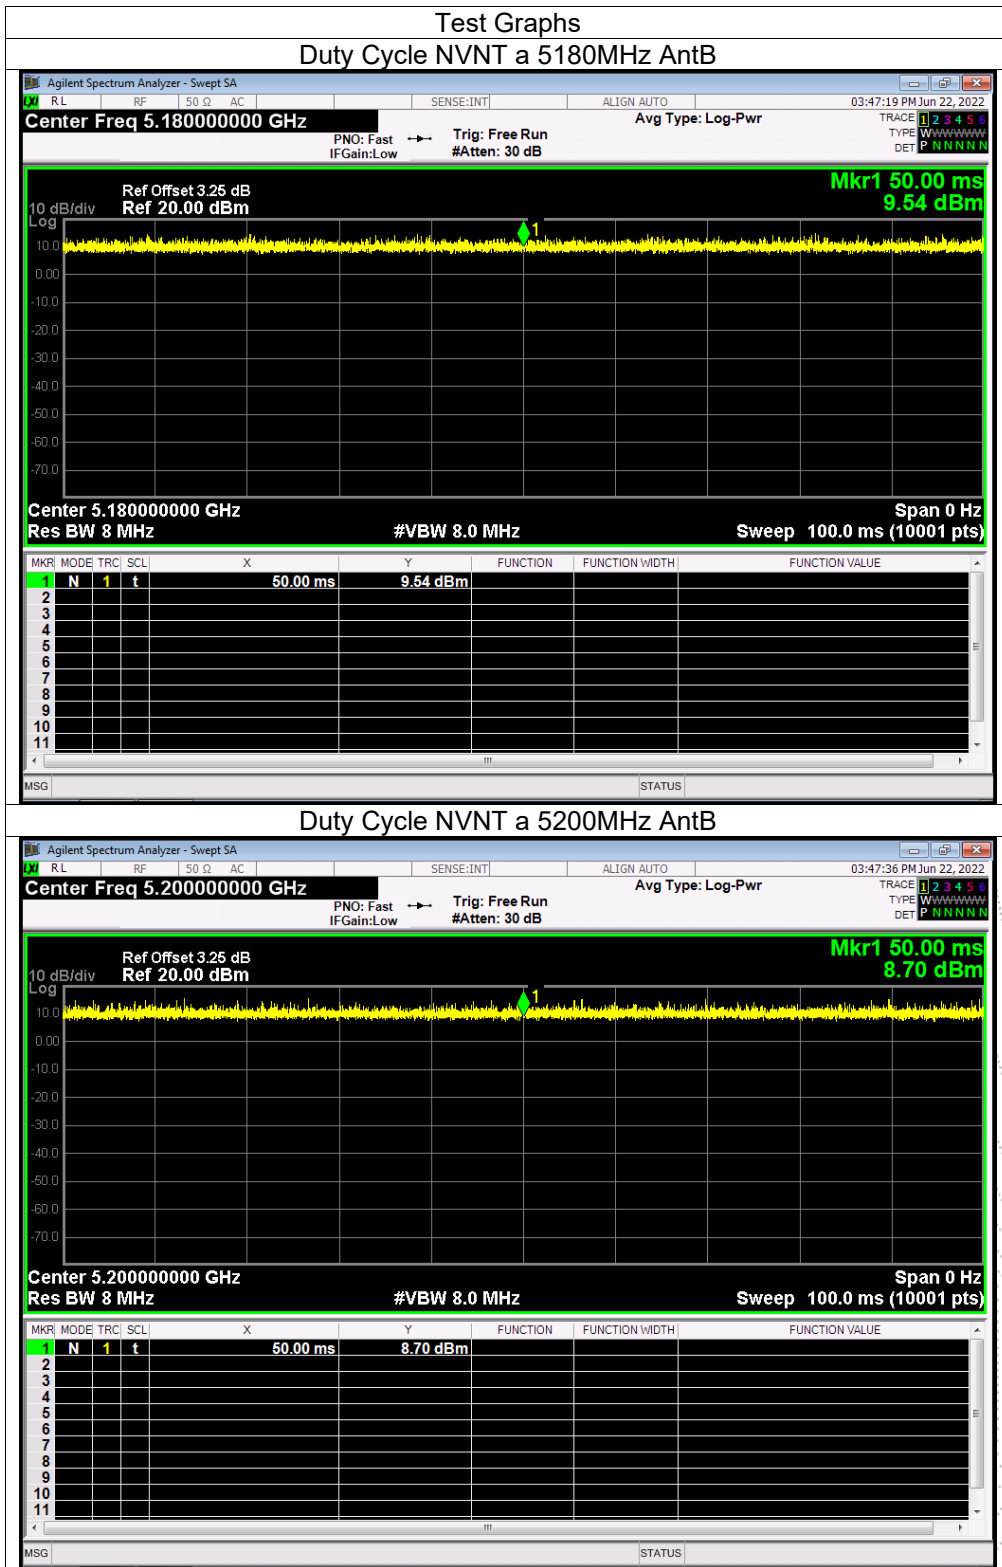 Test Graphs
Duty Cycle NVNT a 5180MHz AntB
Agilent Spectrum Analyzer - Swept SA
LXI RL RF 50 Ω AC SENSE:INT ALIGN AUTO 03:47:19 PM Jun 22, 2022
Center Freq 5.180000000 GHz Avg Type: Log-Pwr TRACE 1 2 3 4 5 6
PNO: Fast Trig: Free Run TYPE WWWWWW
IFGain:Low #Atten: 30 dB DET P N N N N N
Mkr1 50.00 ms
Ref Offset 3.25 dB
10 dB/div Ref 20.00 dBm 9.54 dBm
Log
1
10.0
0.00
-10.0
-20.0
-30.0
-40.0
-50.0
-60.0
-70.0
Center 5.180000000 GHz Span 0 Hz
Res BW 8 MHz #VBW 8.0 MHz Sweep 100.0 ms (10001 pts)
MKR MODE TRC SCL X Y FUNCTION FUNCTION WIDTH FUNCTION VALUE
1 N 1 t 50.00 ms 9.54 dBm
2
3
4
5
6
7
8
9
10
11
MSG STATUS
Duty Cycle NVNT a 5200MHz AntB
Agilent Spectrum Analyzer - Swept SA
LXI RL RF 50 Ω AC SENSE:INT ALIGN AUTO 03:47:36 PM Jun 22, 2022
Center Freq 5.200000000 GHz Avg Type: Log-Pwr TRACE 1 2 3 4 5 6
PNO: Fast Trig: Free Run TYPE WWWWWW
IFGain:Low #Atten: 30 dB DET P N N N N N
Mkr1 50.00 ms
Ref Offset 3.25 dB
10 dB/div Ref 20.00 dBm 8.70 dBm
Log
1
10.0
0.00
-10.0
-20.0
-30.0
-40.0
-50.0
-60.0
-70.0
Center 5.200000000 GHz Span 0 Hz
Res BW 8 MHz #VBW 8.0 MHz Sweep 100.0 ms (10001 pts)
MKR MODE TRC SCL X Y FUNCTION FUNCTION WIDTH FUNCTION VALUE
1 N 1 t 50.00 ms 8.70 dBm
2
3
4
5
6
7
8
9
10
11
MSG STATUS